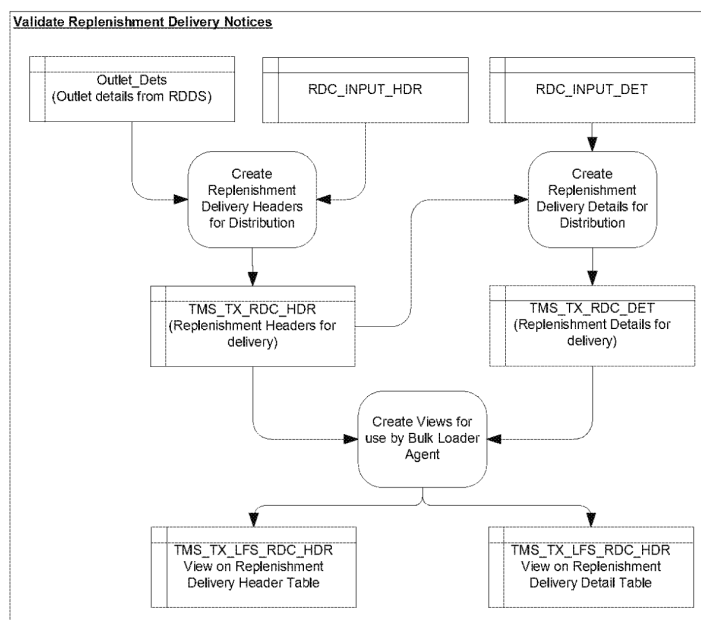 Validate Replenishment Delivery Notices
Outlet_Dets
(Outlet details from RDDS)
RDC_INPUT_HDR
RDC_INPUT_DET
Create
Replenishment
Delivery Headers
for Distribution
Create
Replenishment
Delivery Details for
Distribution
TMS_TX_RDC_HDR
(Replenishment Headers for
delivery)
TMS_TX_RDC_DET
(Replenishment Details for
delivery)
Create Views for
use by Bulk Loader
Agent
TMS_TX_LFS_RDC_HDR
View on Replenishment
Delivery Header Table
TMS_TX_LFS_RDC_HDR
View on Replenishment
Delivery Detail Table